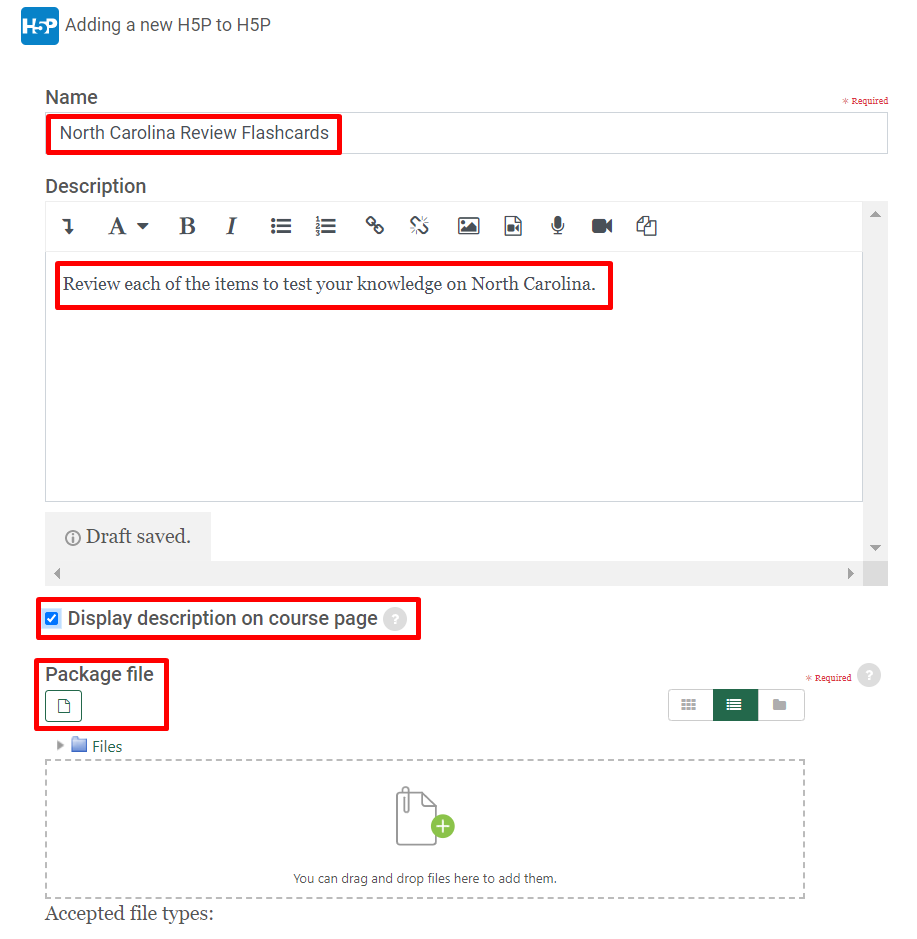 H5P Adding a new H5P to H5P
Name
* Required
North Carolina Review Flashcards
Description
A B I
Review each of the items to test your knowledge on North Carolina.
Draft saved.
Display description on course page ?
Package file
* Required ?
Files
You can drag and drop files here to add them.
Accepted file types: